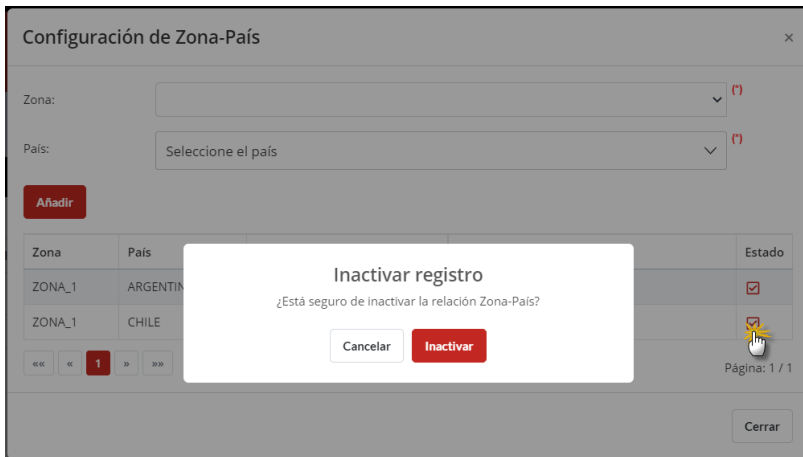 Configuración de Zona-País ×
Zona: (*)
País: Seleccione el país (*)
Añadir
Zona País Estado
ZONA_1 ARGENTIN
ZONA_1 CHILE
Inactivar registro
¿Está seguro de inactivar la relación Zona-País?
Cancelar Inactivar
«« « 1 » »» Página: 1 / 1
Cerrar